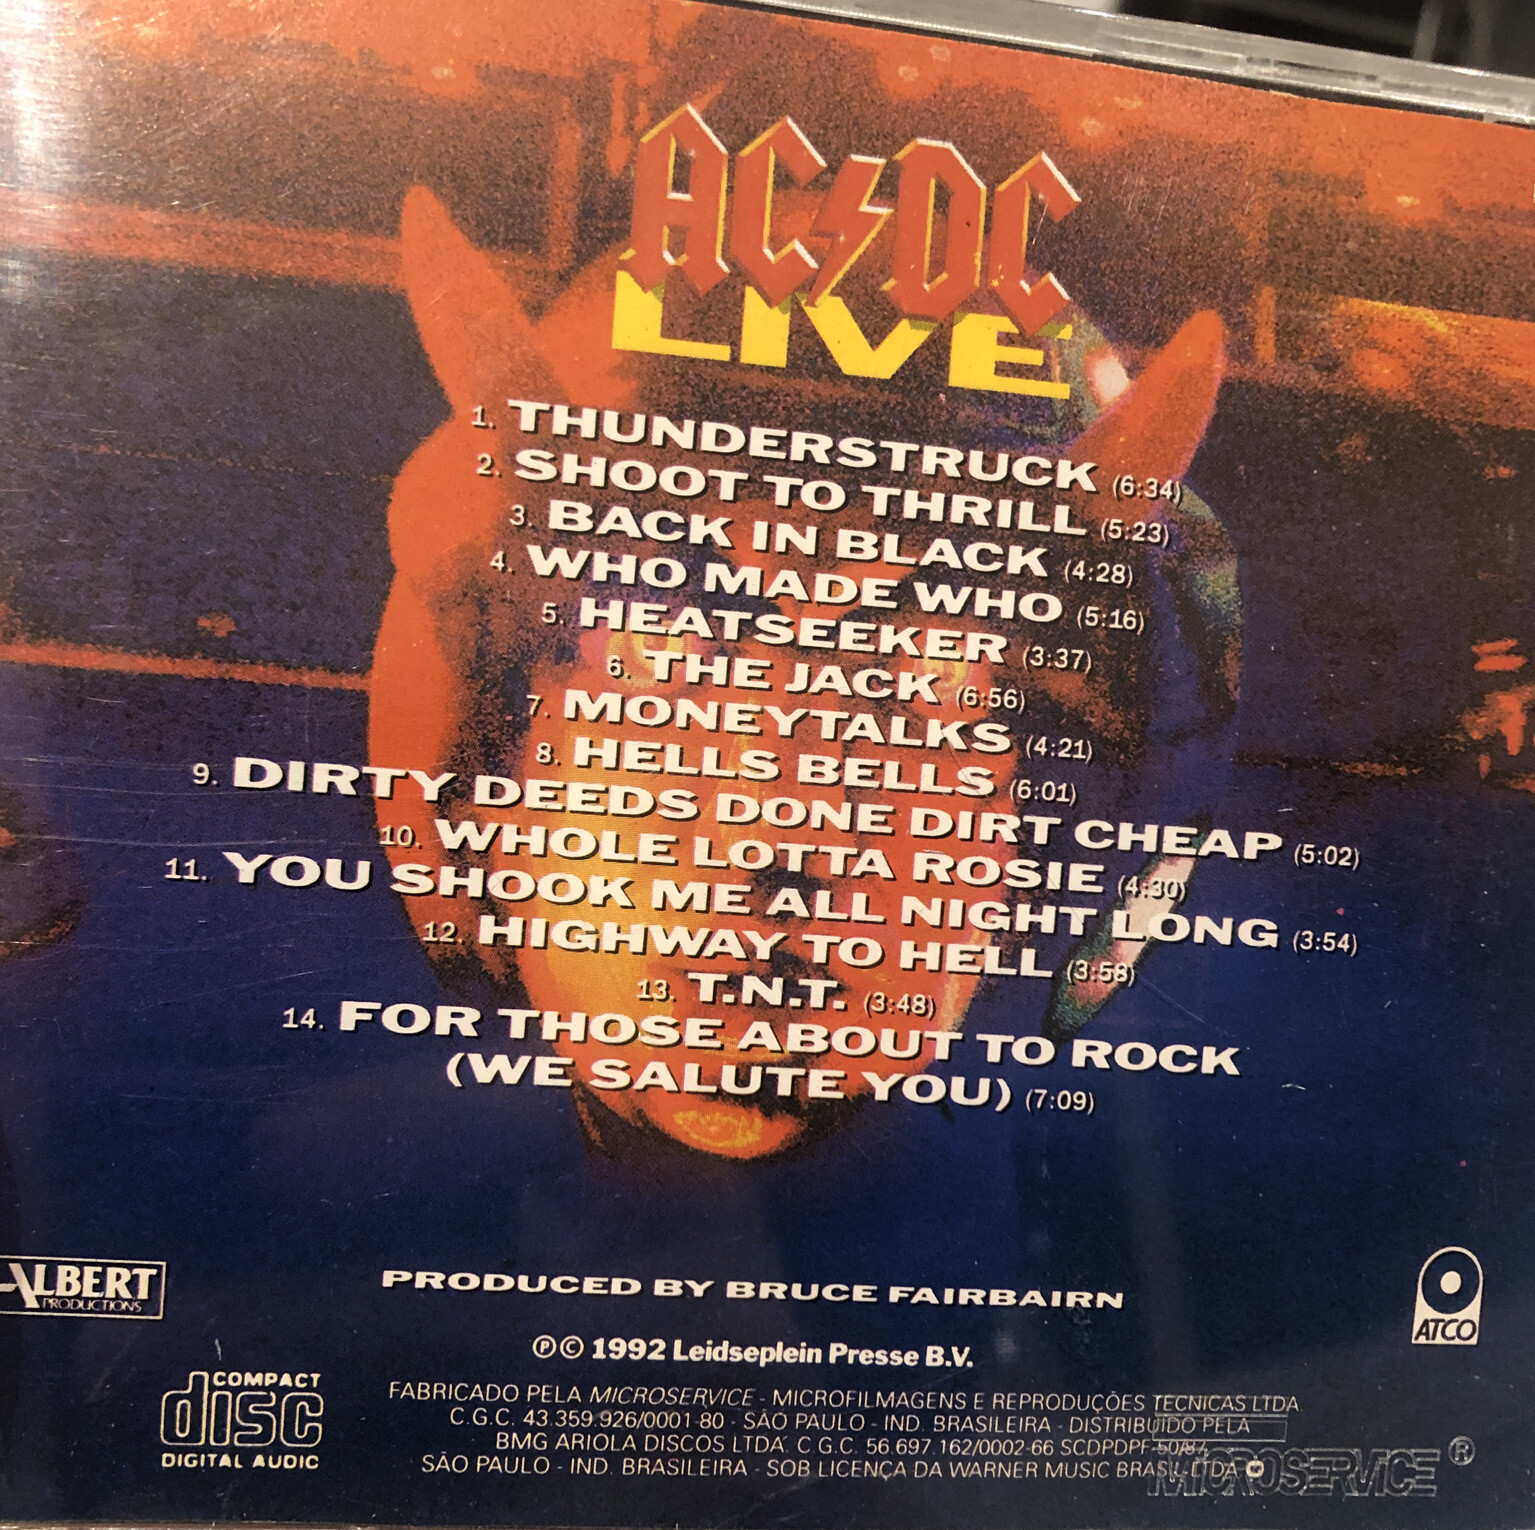 AC/DC
LIVE
1. THUNDERSTRUCK (6:34)
2. SHOOT TO THRILL (5:23)
3. BACK IN BLACK (4:28)
4. WHO MADE WHO (5:16)
5. HEATSEEKER (3:37)
6. THE JACK (6:56)
7. MONEYTALKS (4:21)
8. HELLS BELLS (6:01)
9. DIRTY DEEDS DONE DIRT CHEAP (5:02)
10. WHOLE LOTTA ROSIE (4:30)
11. YOU SHOOK ME ALL NIGHT LONG (3:54)
12. HIGHWAY TO HELL (3:58)
13. T.N.T. (3:48)
14. FOR THOSE ABOUT TO ROCK
(WE SALUTE YOU) (7:09)
ALBERT
PRODUCTIONS
PRODUCED BY BRUCE FAIRBAIRN
ATCO
℗© 1992 Leidseplein Presse B.V.
COMPACT
disc
DIGITAL AUDIO
FABRICADO PELA MICROSERVICE - MICROFILMAGENS E REPRODUÇÕES TÉCNICAS LTDA.
C.G.C. 43.359.926/0001-80 - SÃO PAULO - IND. BRASILEIRA - DISTRIBUÍDO PELA
BMG ARIOLA DISCOS LTDA. C.G.C. 56.697.162/0002-66 SCDPDPF 50/87
SÃO PAULO - IND. BRASILEIRA - SOB LICENÇA DA WARNER MUSIC BRASIL LTDA
MICROSERVICE ®